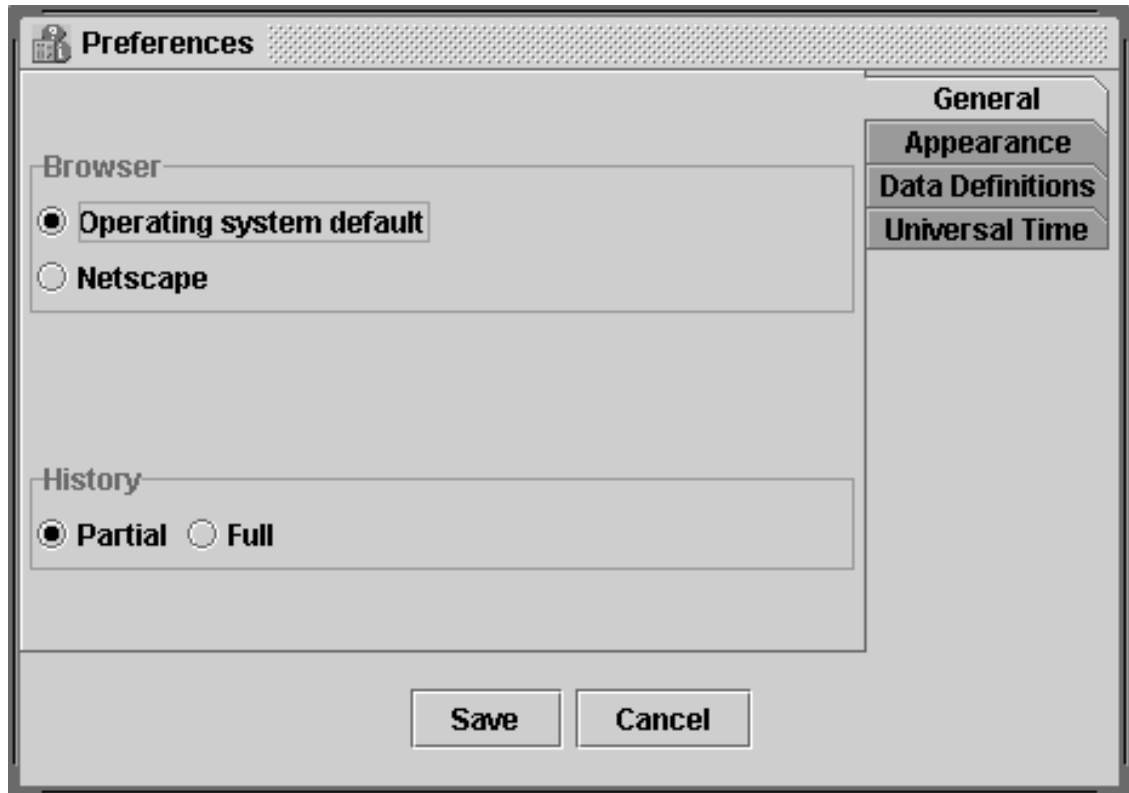 Preferences
General
Appearance
Data Definitions
Universal Time
Browser
Operating system default
Netscape
History
Partial Full
Save Cancel